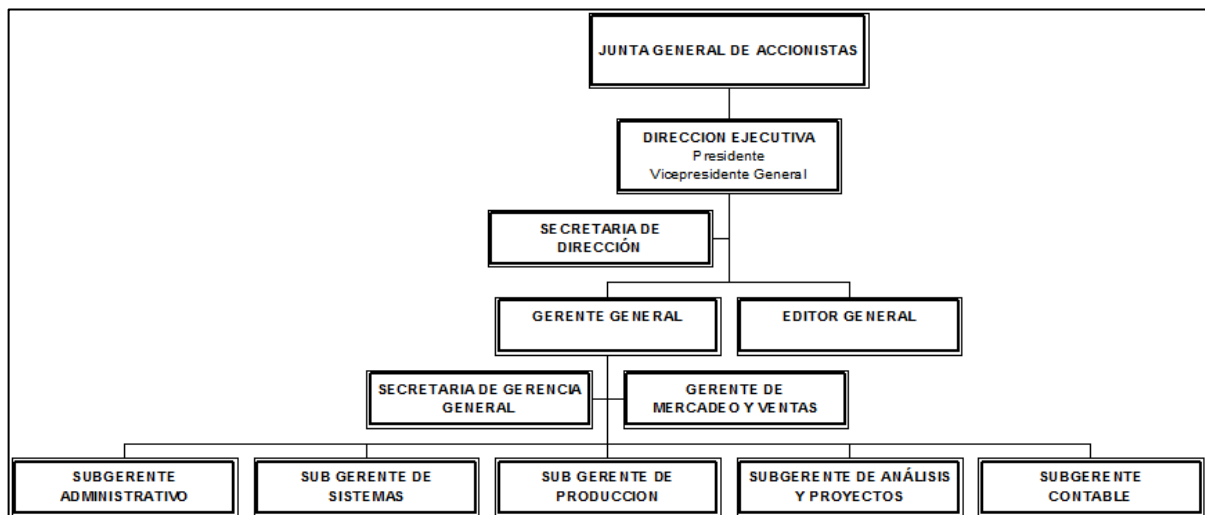 JUNTA GENERAL DE ACCIONISTAS
DIRECCION EJECUTIVA
Presidente
Vicepresidente General
SECRETARIA DE
DIRECCIÓN
GERENTE GENERAL
EDITOR GENERAL
SECRETARIA DE GERENCIA
GENERAL
GERENTE DE
MERCADEO Y VENTAS
SUBGERENTE
ADMINISTRATIVO
SUB GERENTE DE
SISTEMAS
SUB GERENTE DE
PRODUCCION
SUBGERENTE DE ANÁLISIS
Y PROYECTOS
SUBGERENTE
CONTABLE